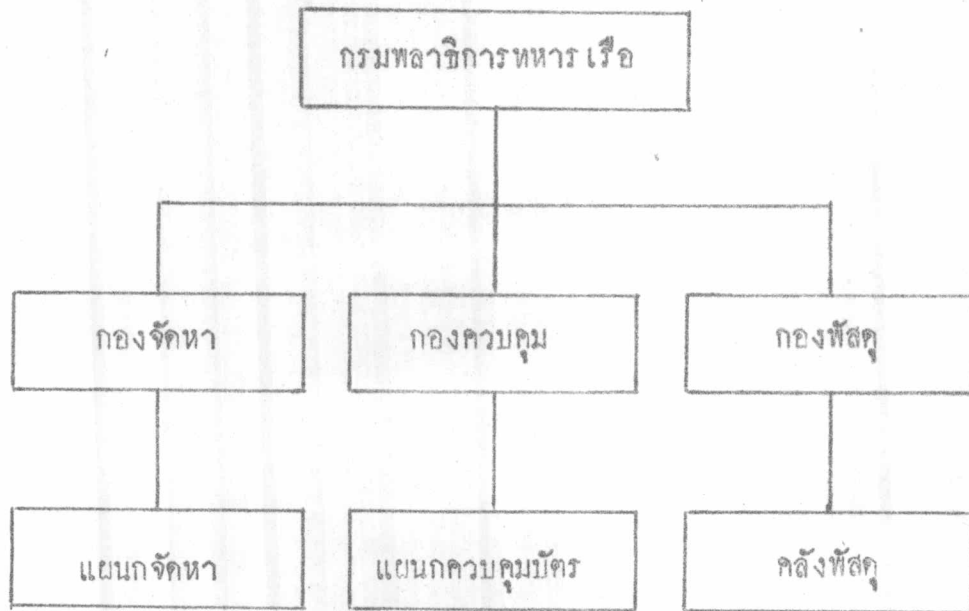 กรมพลาธิการทหารเรือ
กองจัดหา
กองควบคุม
กองพัสดุ
แผนกจัดหา
แผนกควบคุมบัตร
คลังพัสดุ